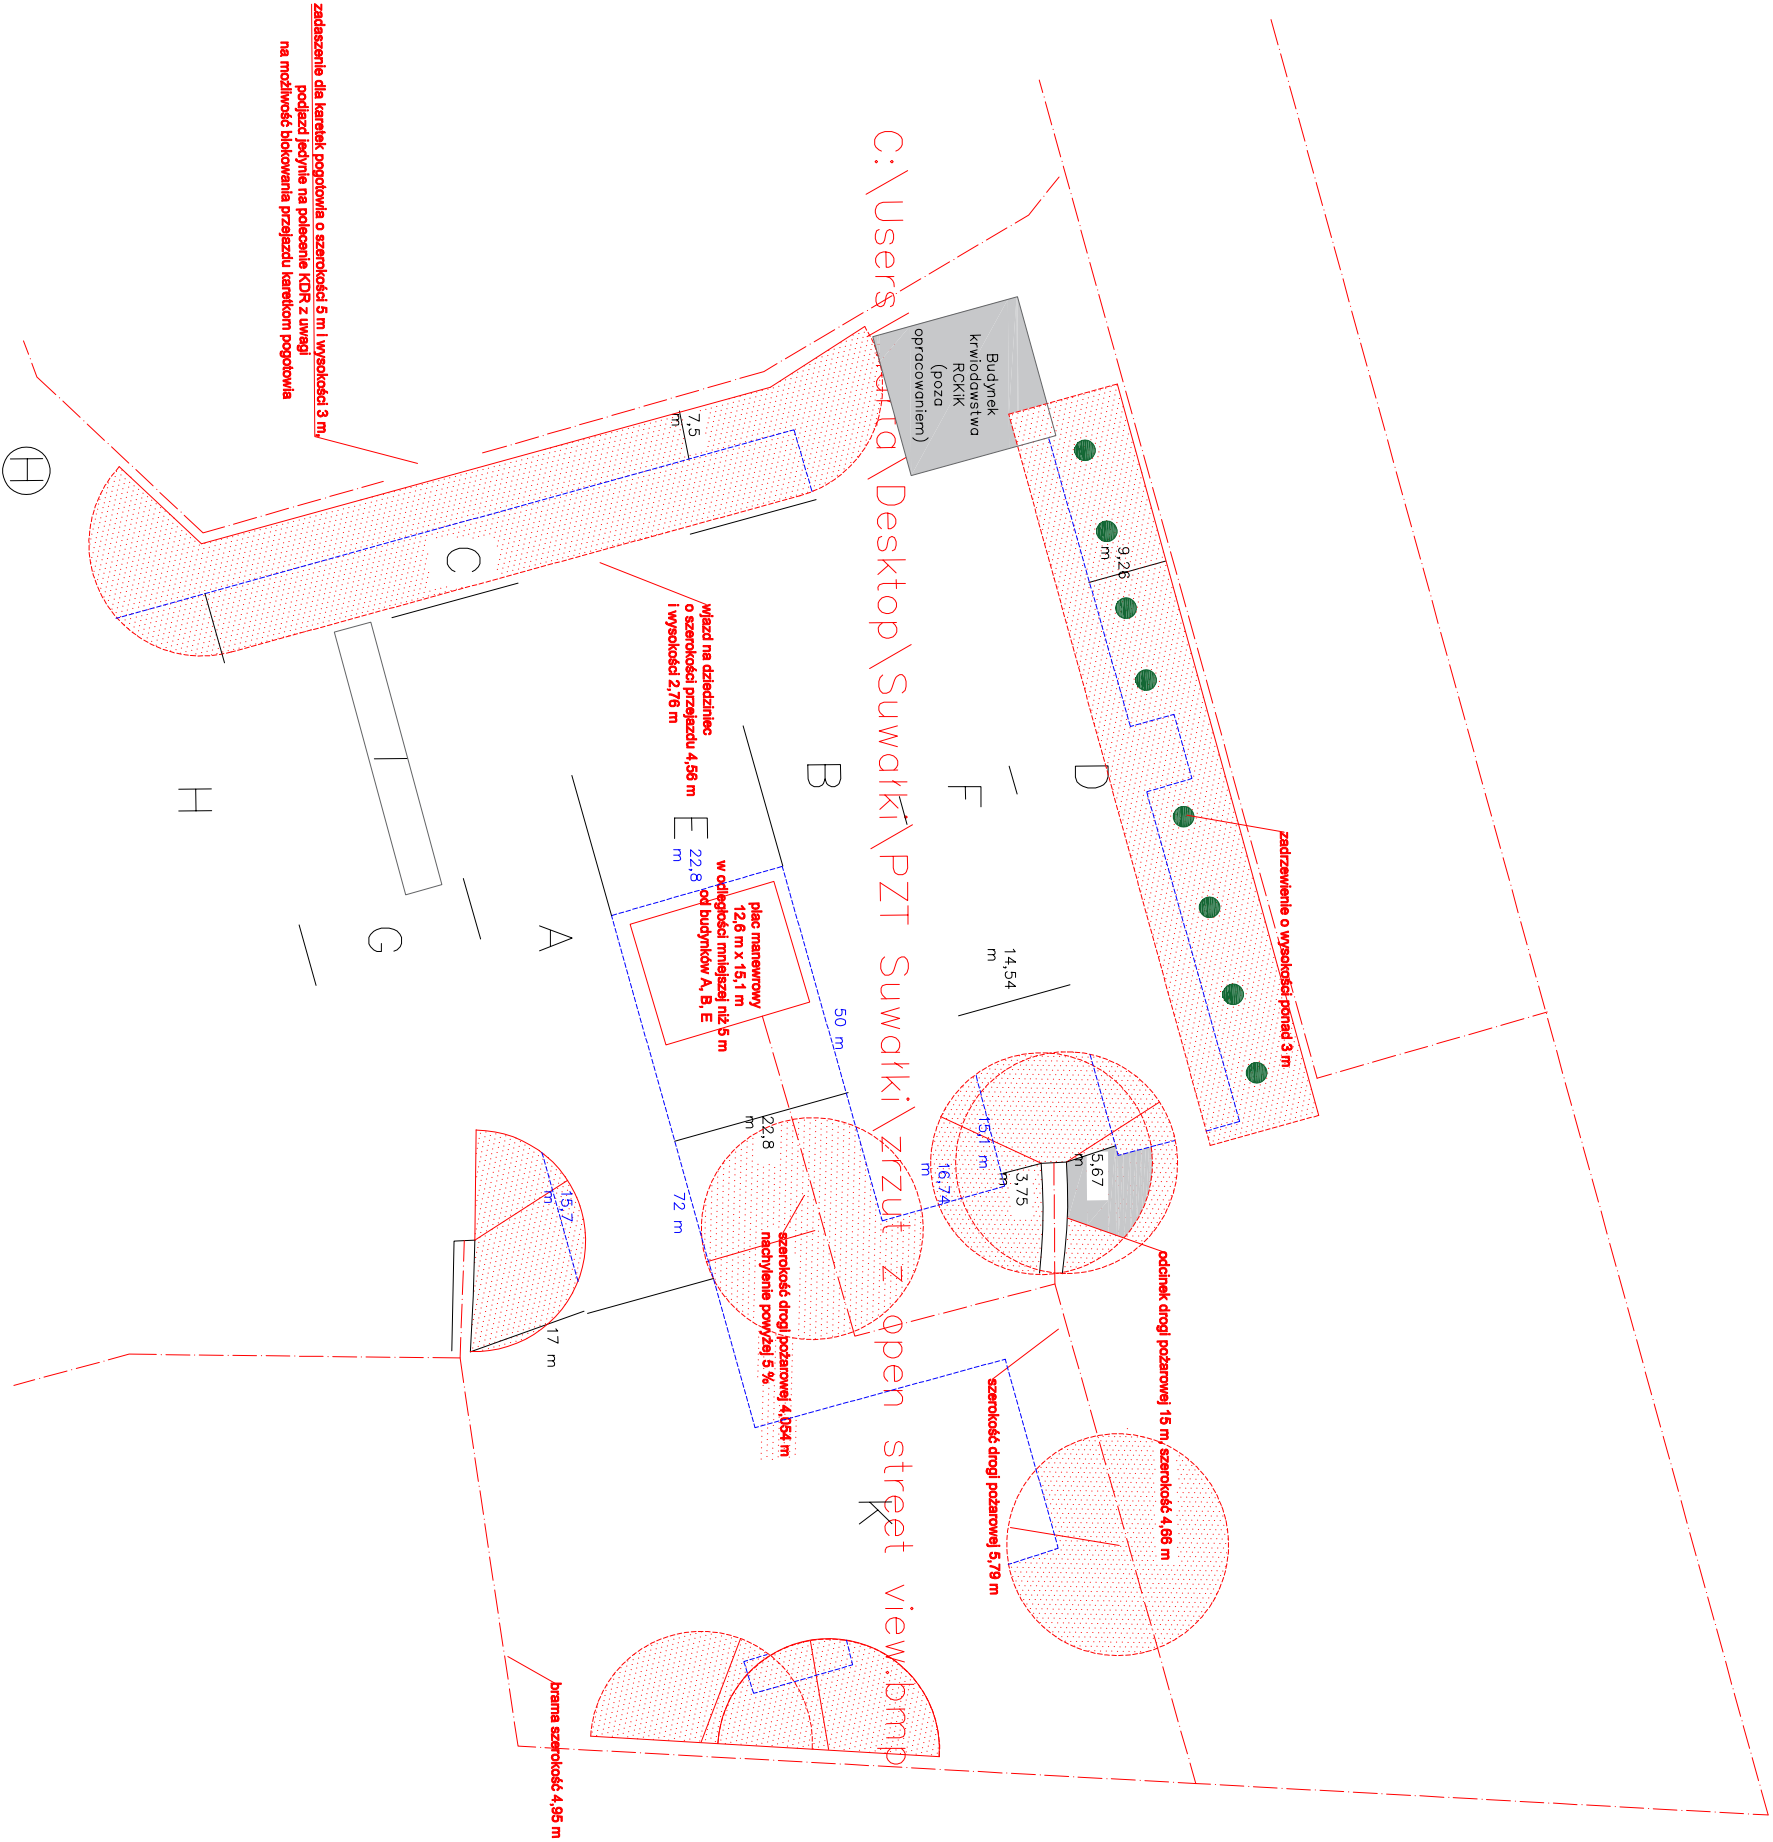 zadaszenie dla karetek pogotowia o szerokości 5 m i wysokości 3 m,
podjazd jedynie na polecenie KDR z uwagi
na możliwość blokowania przejazdu karetkom pogotowia
C:\Users\
\Desktop\Suwałki\PZT Suwałki\zrzut z open street view.bmp
Budynek
krwiodawstwa
RCKiK
(poza
opracowaniem)
7,5
m
9,26
m
H
C
wjazd na dziedziniec
o szerokości przejazdu 4,56 m
i wysokości 2,76 m
I
H
B
F
D
E
22,8
m
zadrzewienie o wysokości ponad 3 m
plac manewrowy
12,6 m x 15,1 m
w odległości mniejszej niż 5 m
od budynków A, B, E
G
A
14,54
m
50 m
22,8
m
72 m
15,1 m
16,74
m
5,67
m
3,75
m
15,7
m
17 m
szerokość drogi pożarowej 4,054 m
nachylenie powyżej 5 %
odcinek drogi pożarowej 15 m, szerokość 4,66 m
szerokość drogi pożarowej 5,79 m
K
brama szerokość 4,95 m